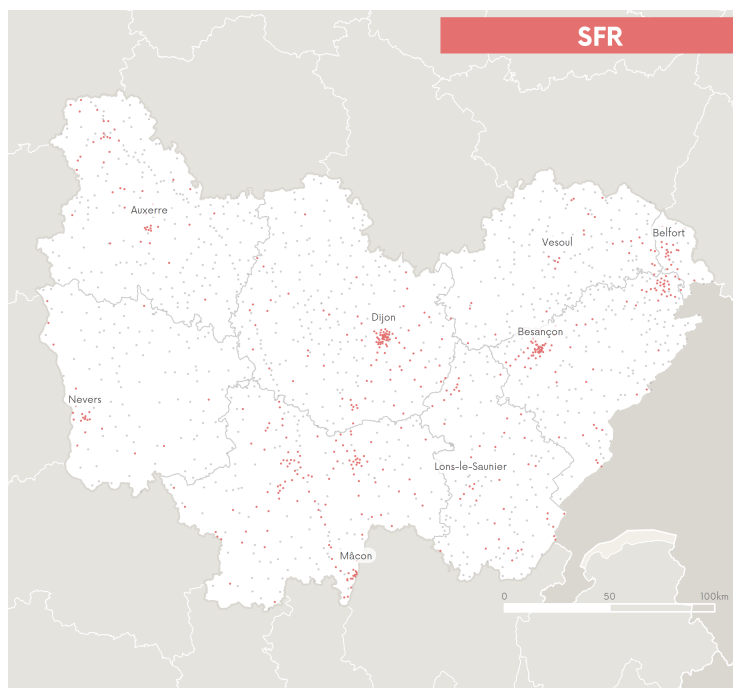 SFR
Auxerre
Belfort
Vesoul
Dijon
Besançon
Nevers
Lons-le-Saunier
Mâcon
0 50 100km